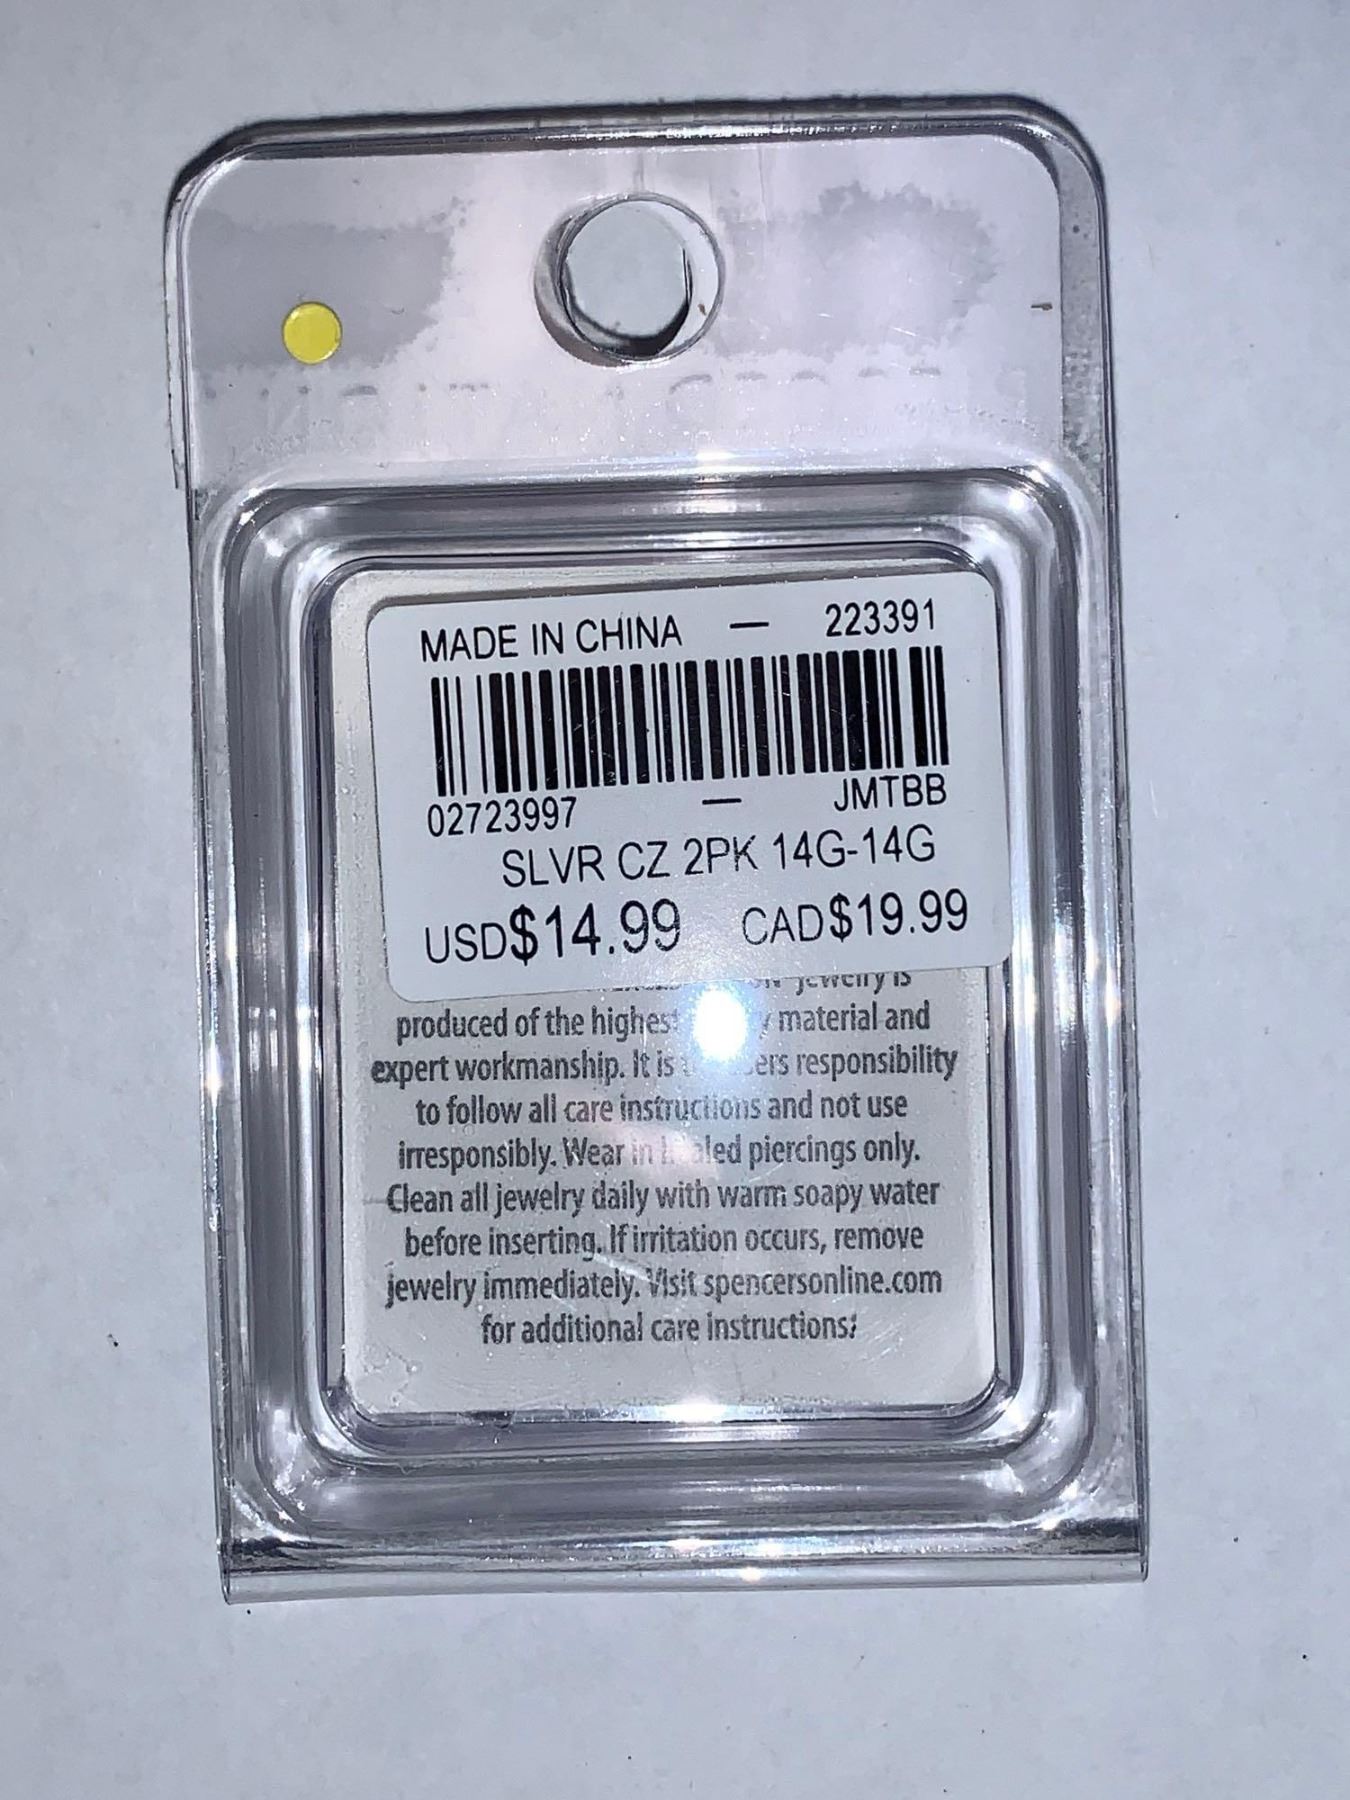 MADE IN CHINA — 223391
02723997 — JMTBB
SLVR CZ 2PK 14G-14G
USD$14.99 CAD$19.99
jewelry is
produced of the highest material and
expert workmanship. It is responsibility
to follow all care instructions and not use
irresponsibly. Wear in healed piercings only.
Clean all jewelry daily with warm soapy water
before inserting. If irritation occurs, remove
jewelry immediately. Visit spencersonline.com
for additional care instructions.